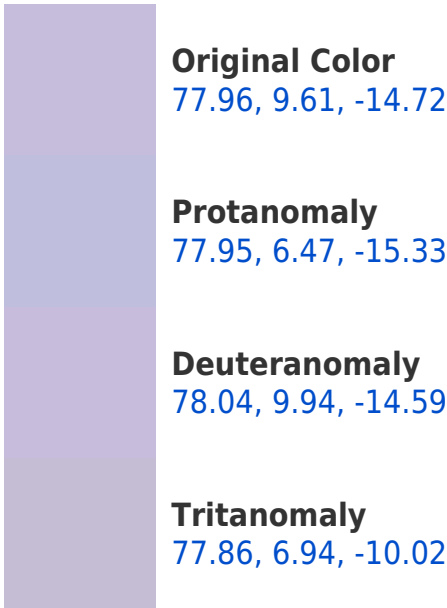 Original Color
77.96, 9.61, -14.72
Protanomaly
77.95, 6.47, -15.33
Deuteranomaly
78.04, 9.94, -14.59
Tritanomaly
77.86, 6.94, -10.02